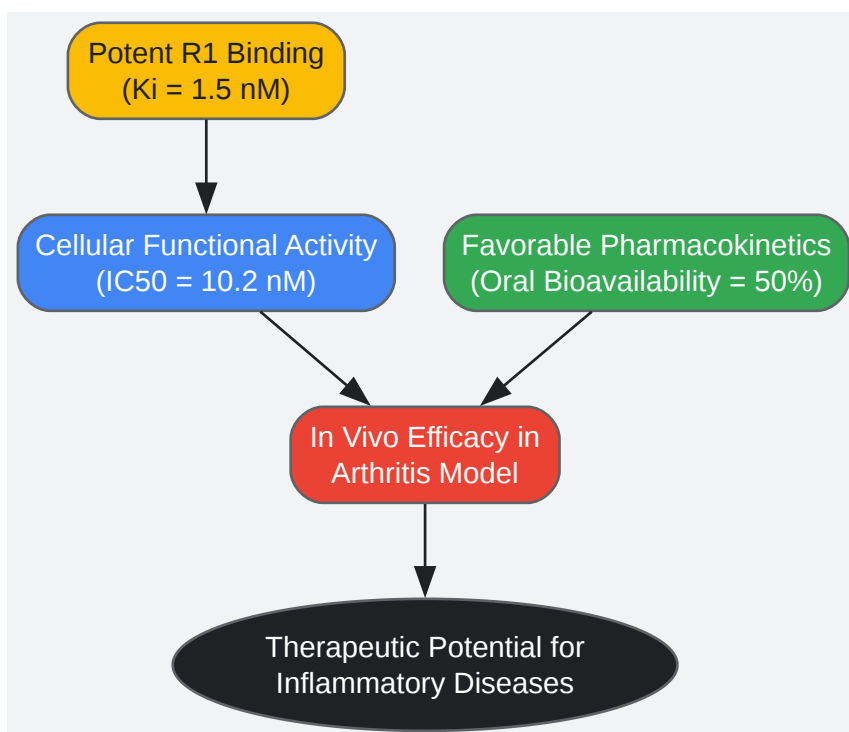 Potent R1 Binding
(Ki = 1.5 nM)
Cellular Functional Activity
(IC50 = 10.2 nM)
Favorable Pharmacokinetics
(Oral Bioavailability = 50%)
In Vivo Efficacy in
Arthritis Model
Therapeutic Potential for
Inflammatory Diseases